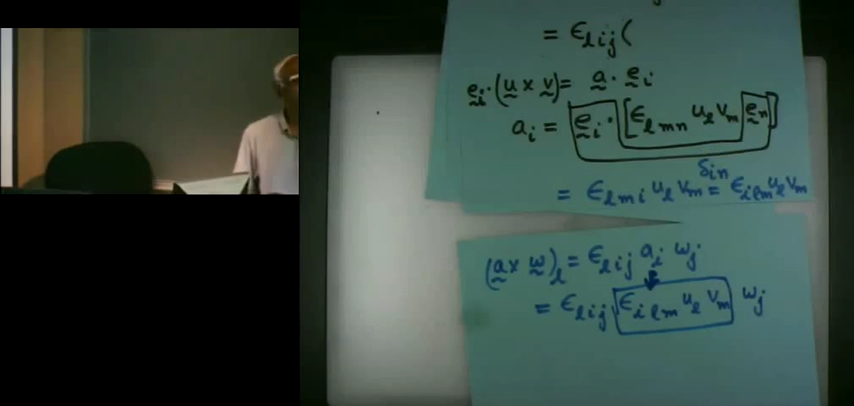 = ϵ_{lij} (
e_i · (u × v) = a · e_i
a_i = e_i · [ϵ_{lmn} u_l v_m e_n]
δ_{in}
= ϵ_{lmi} u_l v_m = ϵ_{ilm} u_l v_m
(a × w)_l = ϵ_{lij} a_i w_j
= ϵ_{lij} ϵ_{ilm} u_l v_m w_j